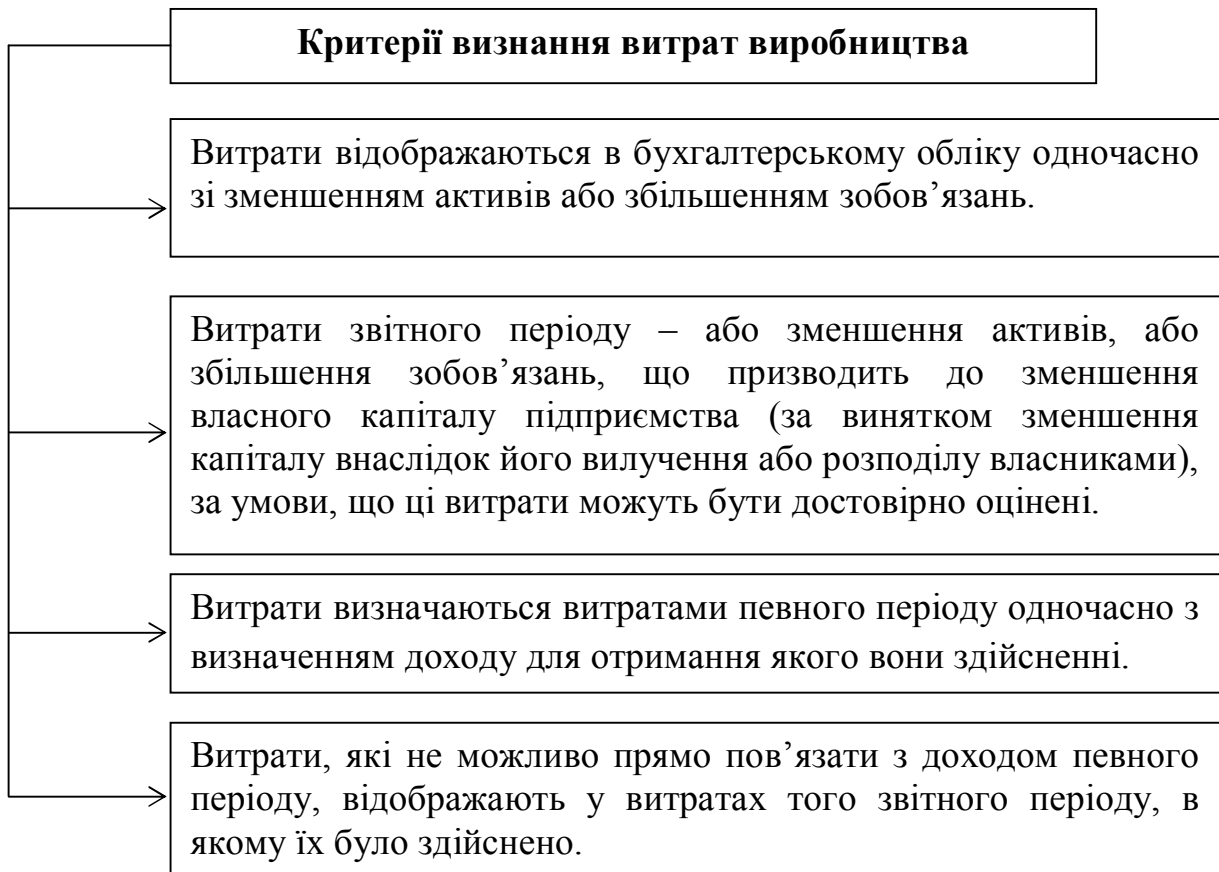 Критерії визнання витрат виробництва
Витрати відображаються в бухгалтерському обліку одночасно
зі зменшенням активів або збільшенням зобов’язань.
Витрати звітного періоду – або зменшення активів, або
збільшення зобов’язань, що призводить до зменшення
власного капіталу підприємства (за винятком зменшення
капіталу внаслідок його вилучення або розподілу власниками),
за умови, що ці витрати можуть бути достовірно оцінені.
Витрати визначаються витратами певного періоду одночасно з
визначенням доходу для отримання якого вони здійсненні.
Витрати, які не можливо прямо пов’язати з доходом певного
періоду, відображають у витратах того звітного періоду, в
якому їх було здійснено.